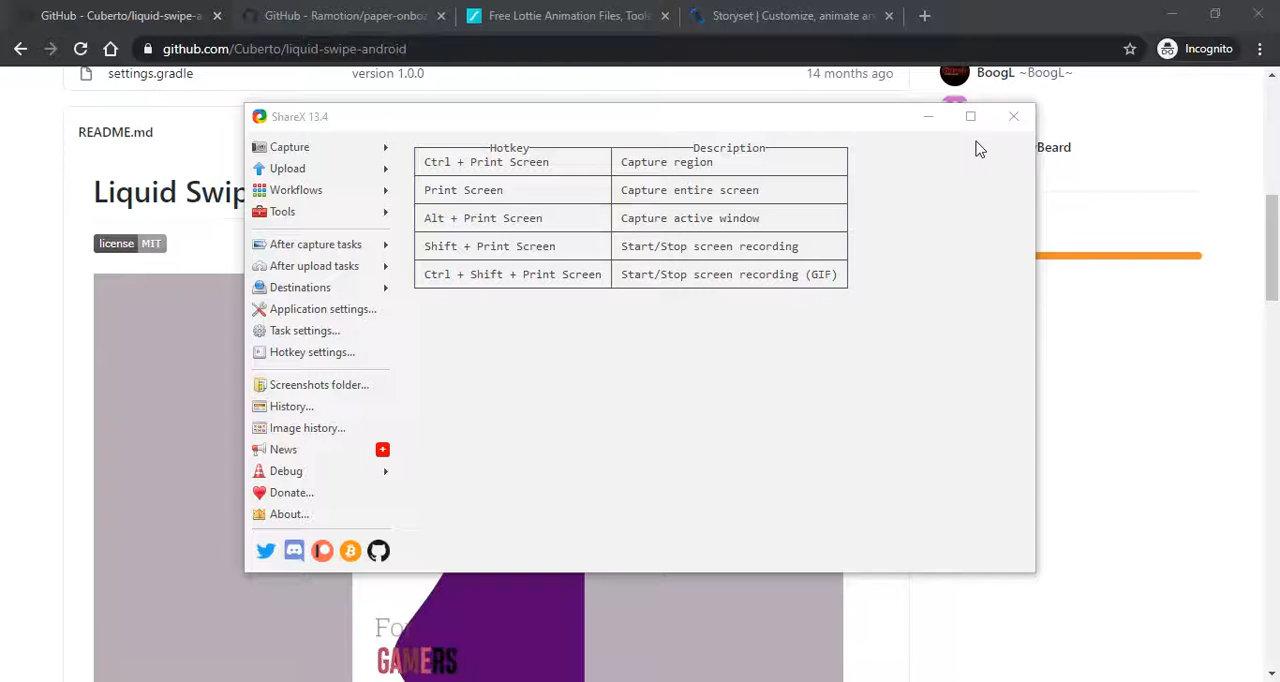 GitHub - Cuberto/liquid-swipe-a
GitHub - Ramotion/paper-onbo
Free Lottie Animation Files, Tools
Storyset | Customize, animate an
github.com/Cuberto/liquid-swipe-android
Incognito
settings.gradle
version 1.0.0
14 months ago
BoogL ~BoogL~
README.md
Liquid Swip
license MIT
yBeard
ShareX 13.4
Capture
Upload
Workflows
Tools
After capture tasks
After upload tasks
Destinations
Application settings...
Task settings...
Hotkey settings...
Screenshots folder...
History...
Image history...
News
Debug
Donate...
About...
Hotkey Description
Ctrl + Print Screen Capture region
Print Screen Capture entire screen
Alt + Print Screen Capture active window
Shift + Print Screen Start/Stop screen recording
Ctrl + Shift + Print Screen Start/Stop screen recording (GIF)
For
GAMERS